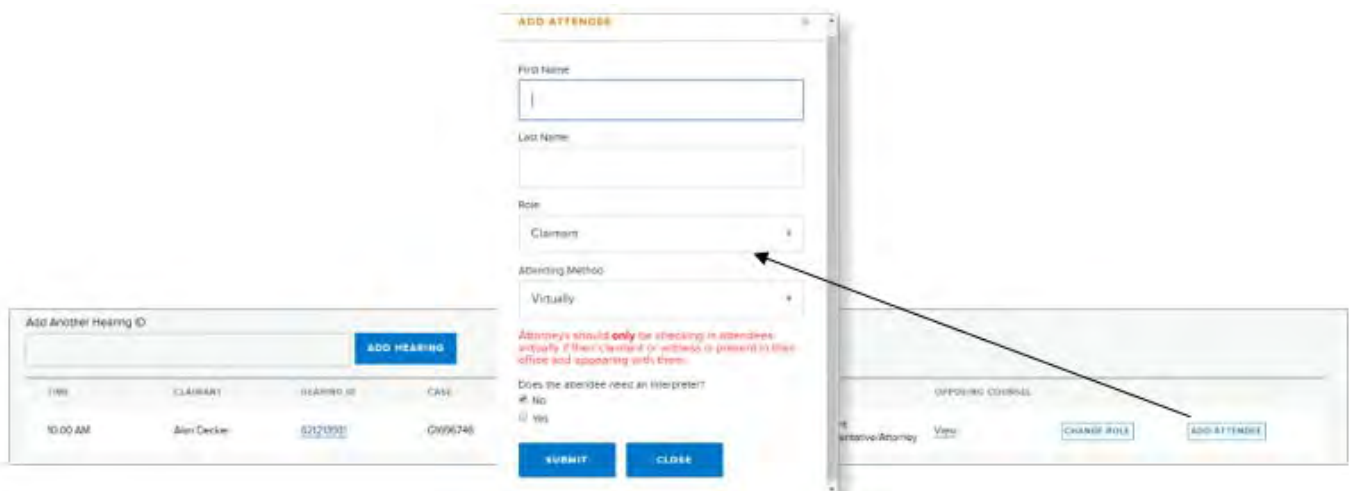 ADD ATTENDEE
First Name
Last Name
Role
Claimant
Attending Method
Virtually
Attorneys should only be checking in attendees
virtually if their claimant or witness is present in their
office and appearing with them.
Does the attendee need an interpreter?
No
Yes
SUBMIT CLOSE
Add Another Hearing ID
ADD HEARING
TIME CLAIMANT HEARING ID CASE OPPOSING COUNSEL
10:00 AM Alan Decker G1696746 entative/Attorney View CHANGE ROLE ADD ATTENDEE